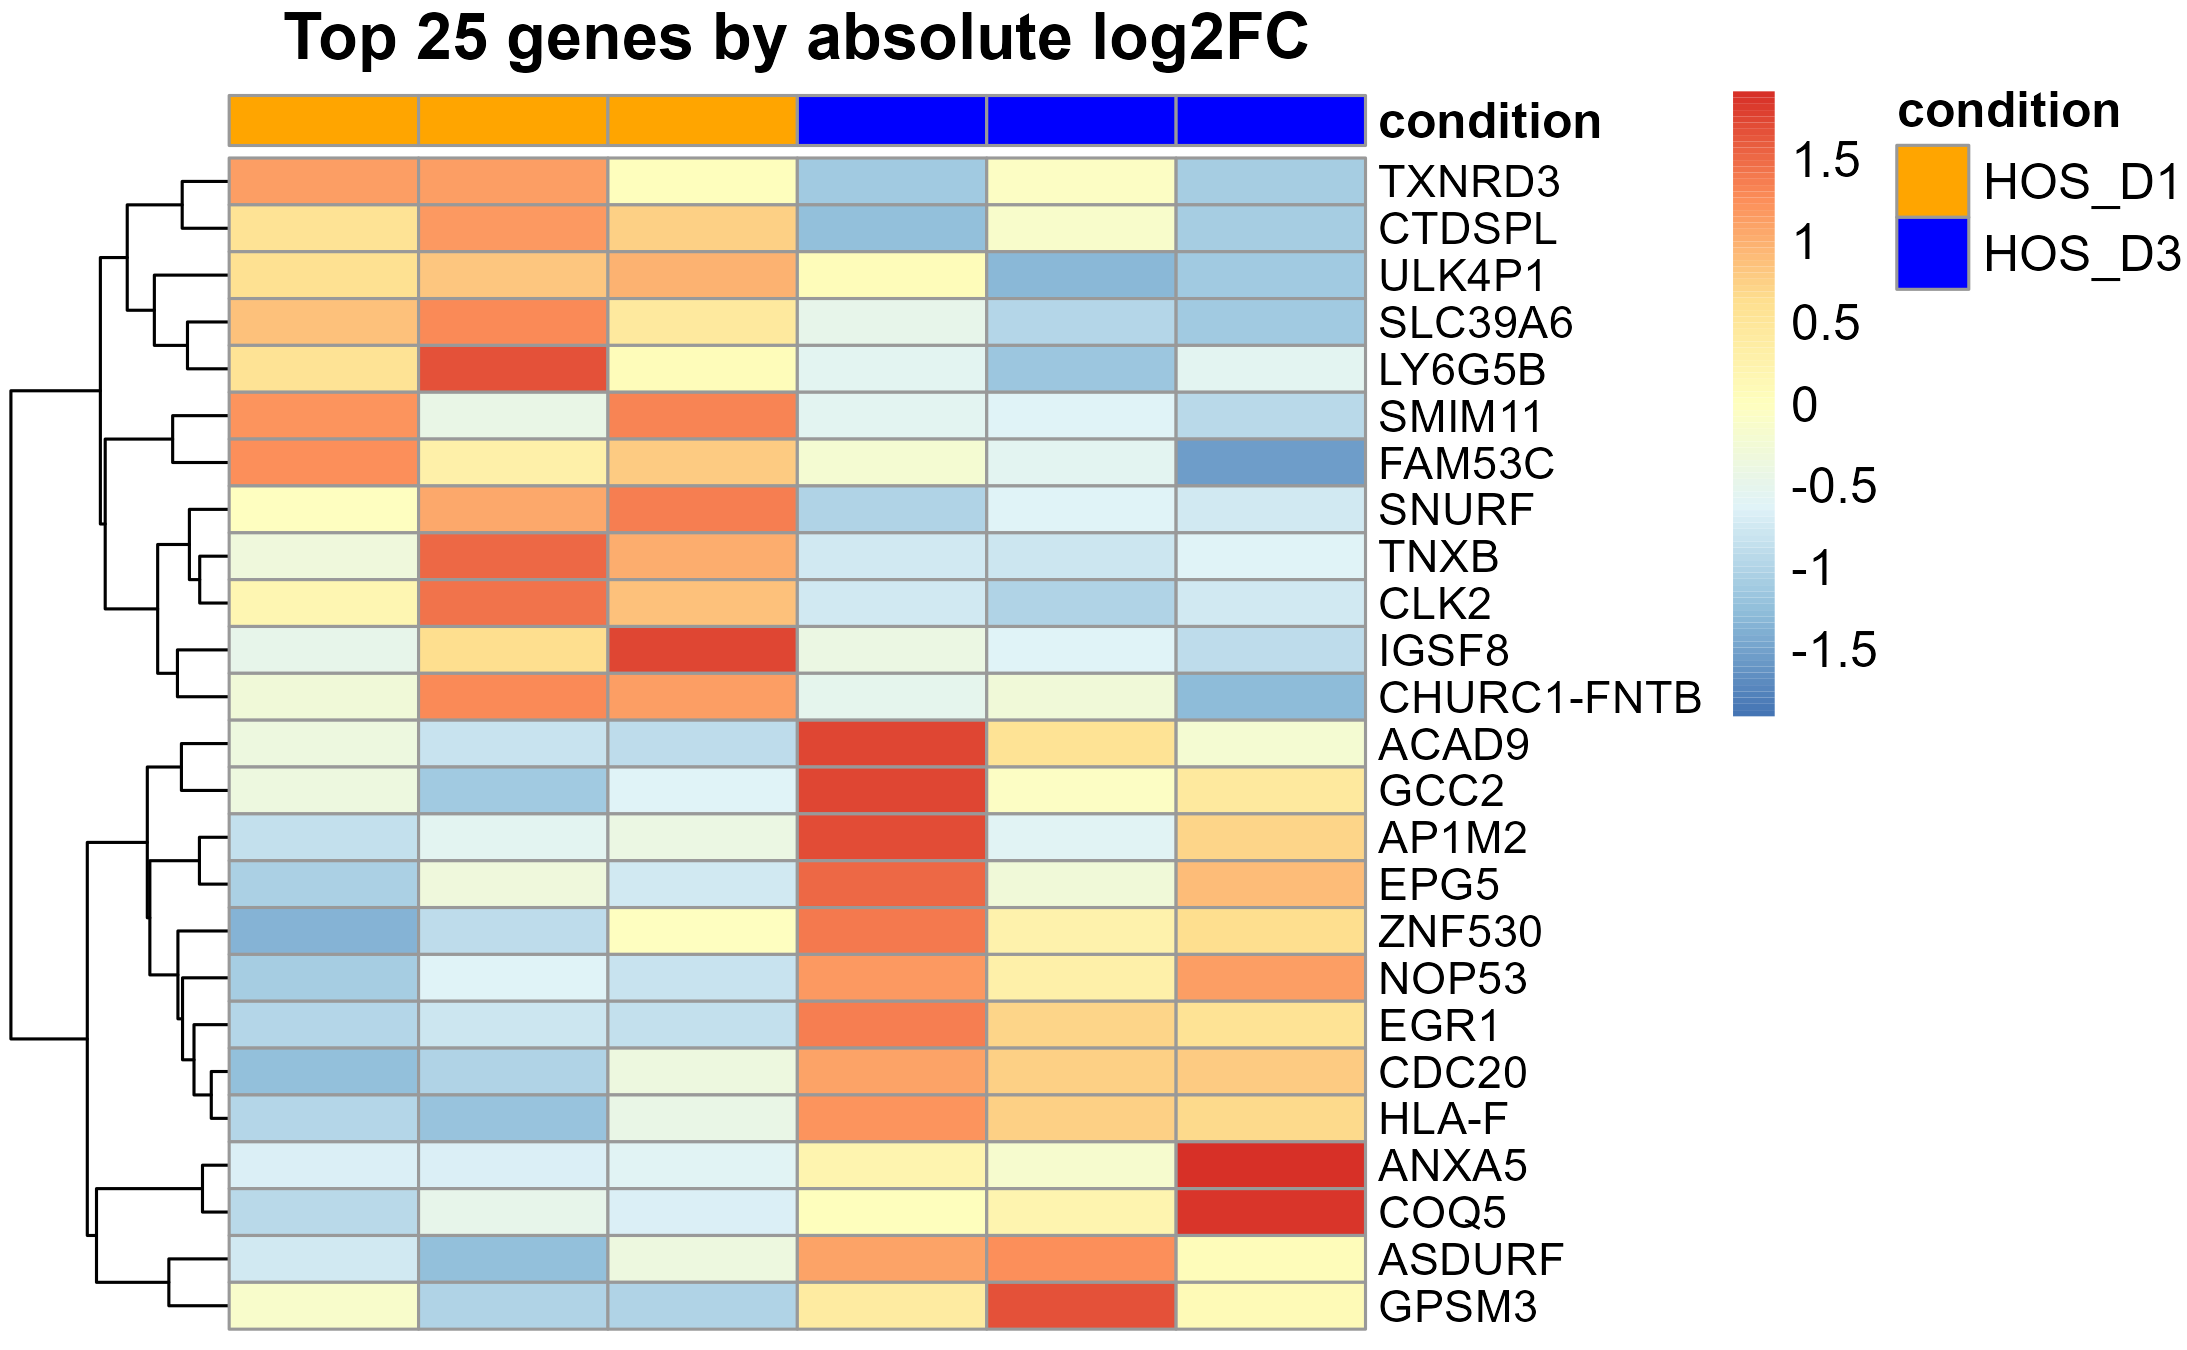 Top 25 genes by absolute log2FC
condition
TXNRD3
CTDSPL
ULK4P1
SLC39A6
LY6G5B
SMIM11
FAM53C
SNURF
TNXB
CLK2
IGSF8
CHURC1-FNTB
ACAD9
GCC2
AP1M2
EPG5
ZNF530
NOP53
EGR1
CDC20
HLA-F
ANXA5
COQ5
ASDURF
GPSM3
1.5
1
0.5
0
-0.5
-1
-1.5
condition
HOS_D1
HOS_D3